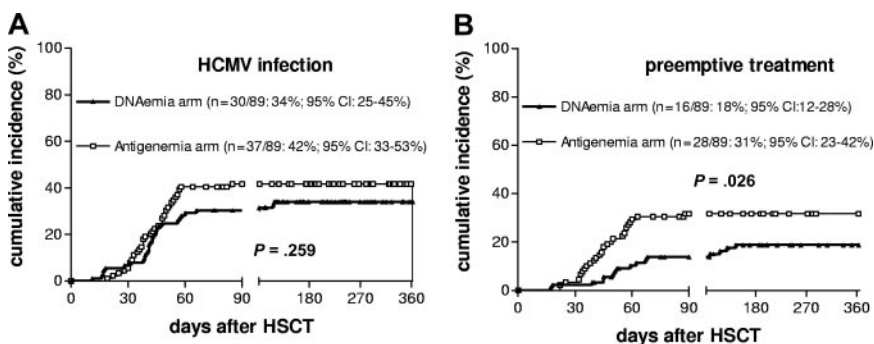 A
HCMV infection
cumulative incidence (%)
100
80
60
40
20
0
DNAemia arm (n=30/89: 34%; 95% CI: 25-45%)
Antigenemia arm (n=37/89: 42%; 95% CI: 33-53%)
P = .259
0 30 60 90 180 270 360
days after HSCT
B
preemptive treatment
cumulative incidence (%)
100
80
60
40
20
0
DNAemia arm (n=16/89: 18%; 95% CI:12-28%)
Antigenemia arm (n=28/89: 31%; 95% CI: 23-42%)
P = .026
0 30 60 90 180 270 360
days after HSCT